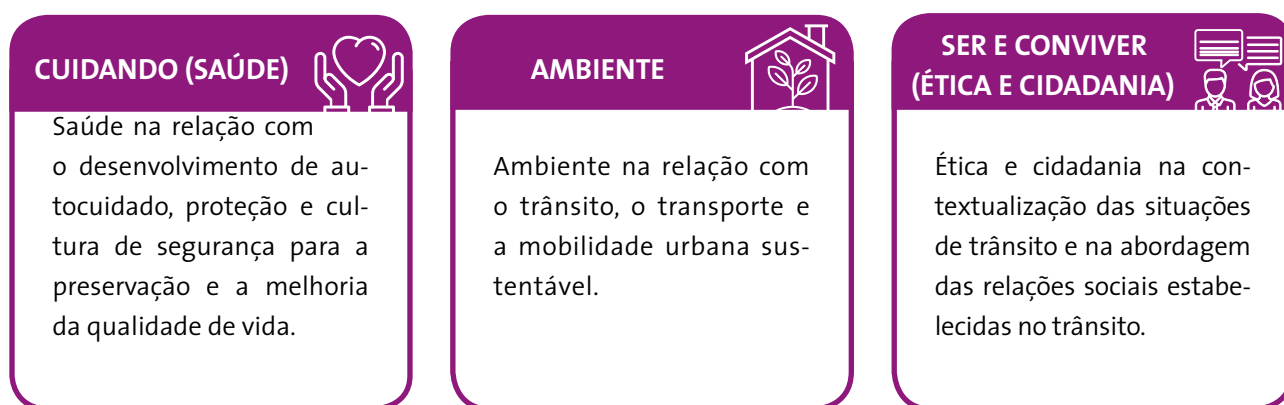 CUIDANDO (SAÚDE)
Saúde na relação com
o desenvolvimento de au-
tocuidado, proteção e cul-
tura de segurança para a
preservação e a melhoria
da qualidade de vida.
AMBIENTE
Ambiente na relação com
o trânsito, o transporte e
a mobilidade urbana sus-
tentável.
SER E CONVIVER
(ÉTICA E CIDADANIA)
Ética e cidadania na con-
textualização das situações
de trânsito e na abordagem
das relações sociais estabe-
lecidas no trânsito.